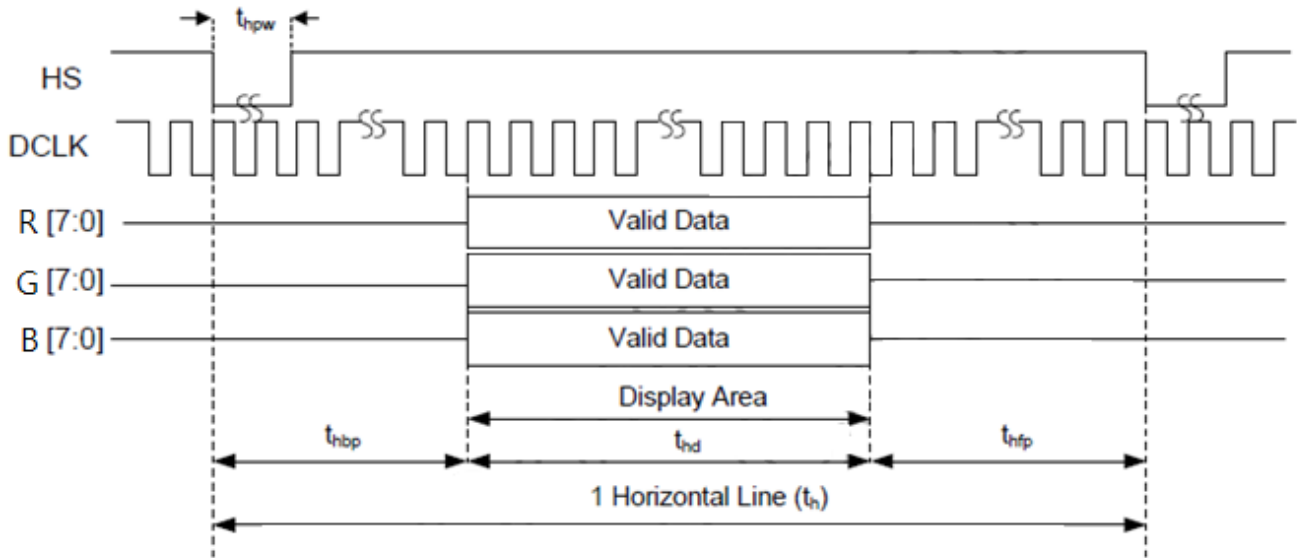 thpw
HS
DCLK
R [7:0] Valid Data
G [7:0] Valid Data
B [7:0] Valid Data
Display Area
thbp thd thfp
1 Horizontal Line (th)